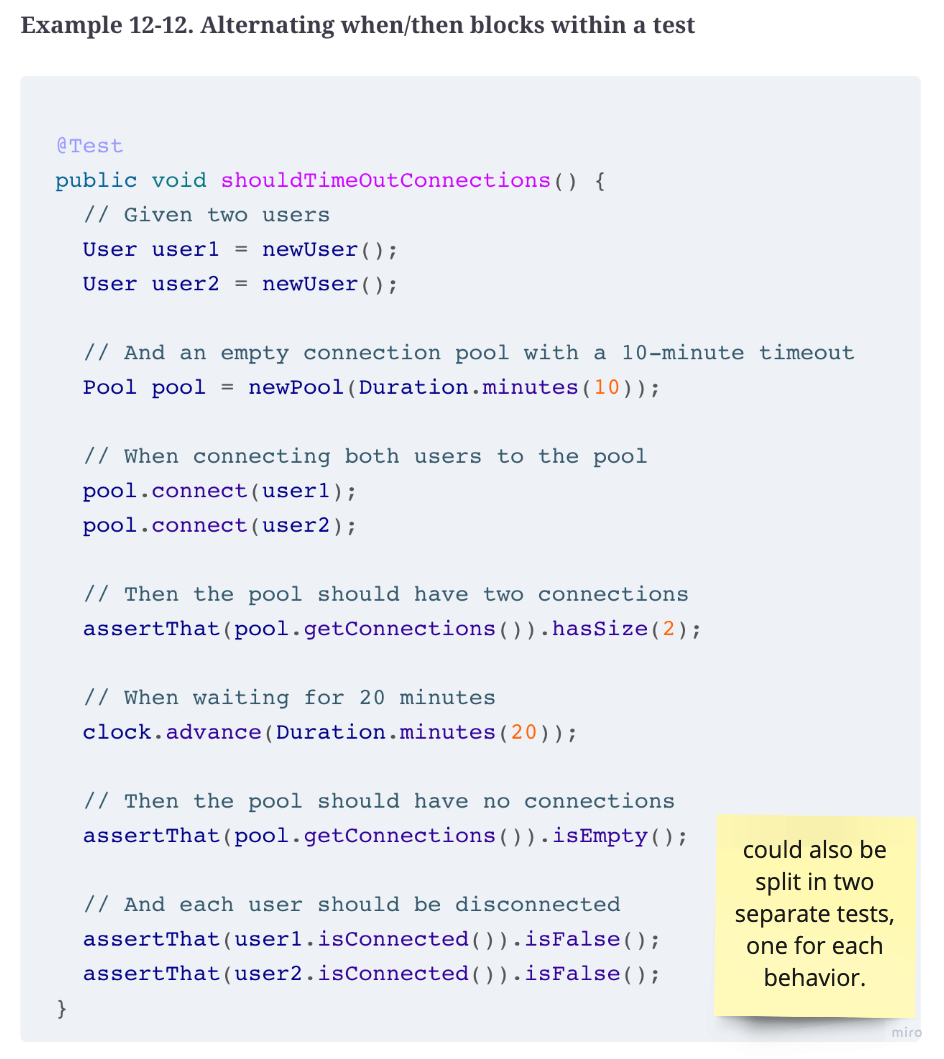 Example 12-12. Alternating when/then blocks within a test
@Test
public void shouldTimeOutConnections() {
  // Given two users
  User user1 = newUser();
  User user2 = newUser();

  // And an empty connection pool with a 10-minute timeout
  Pool pool = newPool(Duration.minutes(10));

  // When connecting both users to the pool
  pool.connect(user1);
  pool.connect(user2);

  // Then the pool should have two connections
  assertThat(pool.getConnections()).hasSize(2);

  // When waiting for 20 minutes
  clock.advance(Duration.minutes(20));

  // Then the pool should have no connections
  assertThat(pool.getConnections()).isEmpty();

  // And each user should be disconnected
  assertThat(user1.isConnected()).isFalse();
  assertThat(user2.isConnected()).isFalse();
}
could also be
split in two
separate tests,
one for each
behavior.
miro